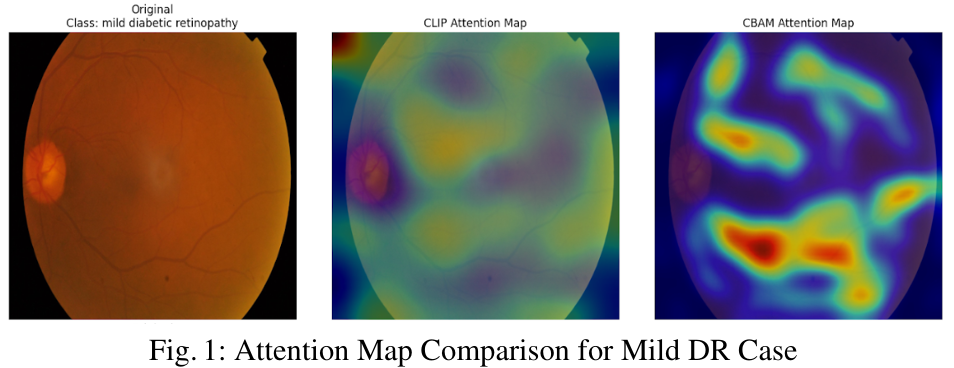 Original
Class: mild diabetic retinopathy
CLIP Attention Map
CBAM Attention Map
Fig. 1: Attention Map Comparison for Mild DR Case